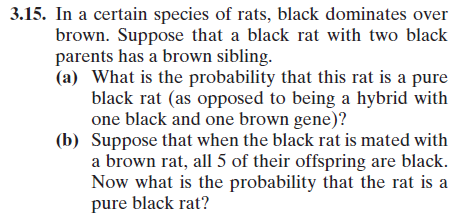 3.15. In a certain species of rats, black dominates over
brown. Suppose that a black rat with two black
parents has a brown sibling.
(a) What is the probability that this rat is a pure
black rat (as opposed to being a hybrid with
one black and one brown gene)?
(b) Suppose that when the black rat is mated with
a brown rat, all 5 of their offspring are black.
Now what is the probability that the rat is a
pure black rat?